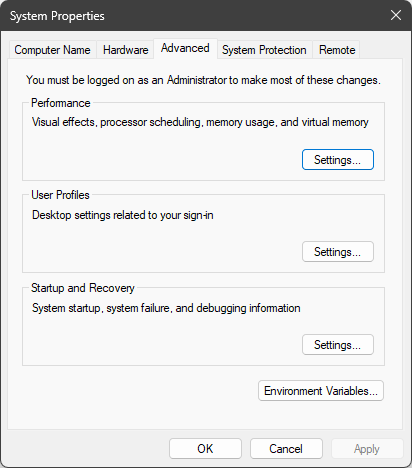 System Properties
Computer Name Hardware Advanced System Protection Remote
You must be logged on as an Administrator to make most of these changes.
Performance
Visual effects, processor scheduling, memory usage, and virtual memory
Settings...
User Profiles
Desktop settings related to your sign-in
Settings...
Startup and Recovery
System startup, system failure, and debugging information
Settings...
Environment Variables...
OK Cancel Apply